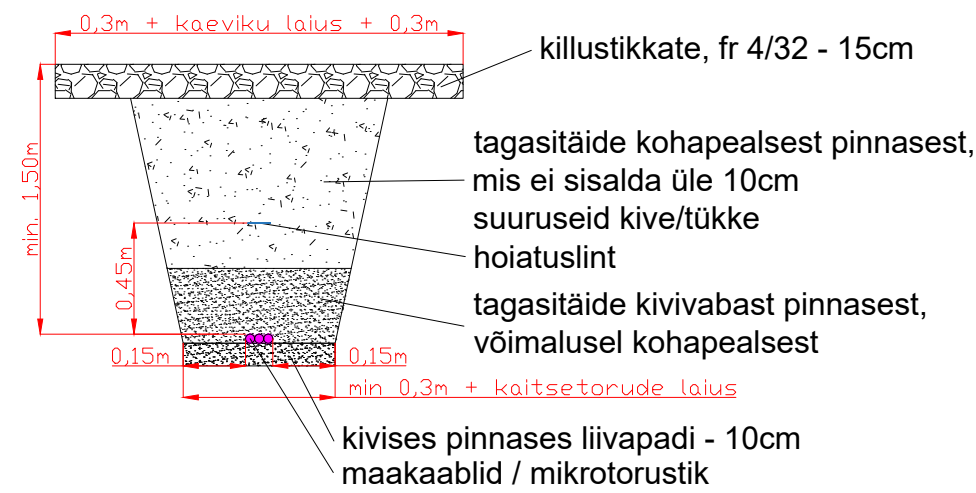 0,3m + kaeviku laius + 0,3m
killustikkate, fr 4/32 - 15cm
min. 1,50m
tagasitäide kohapealsest pinnasest,
mis ei sisalda üle 10cm
suuruseid kive/tükke
hoiatuslint
0,45m
tagasitäide kivivabast pinnasest,
võimalusel kohapealsest
0,15m
0,15m
min 0,3m + kaitsetorude laius
kivises pinnases liivapadi - 10cm
maakaablid / mikrotorustik